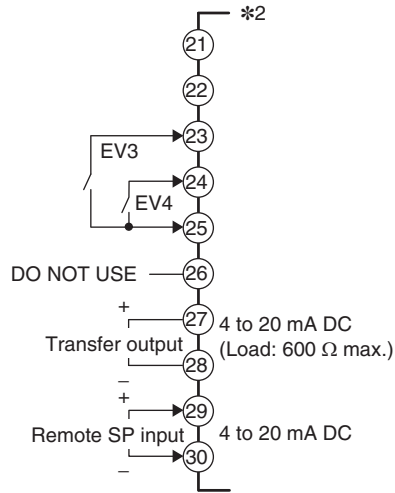 ✻2
21
22
23
EV3
24
EV4
25
DO NOT USE
26
+
27
4 to 20 mA DC
Transfer output
(Load: 600 Ω max.)
28
–
+
29
Remote SP input
4 to 20 mA DC
30
–